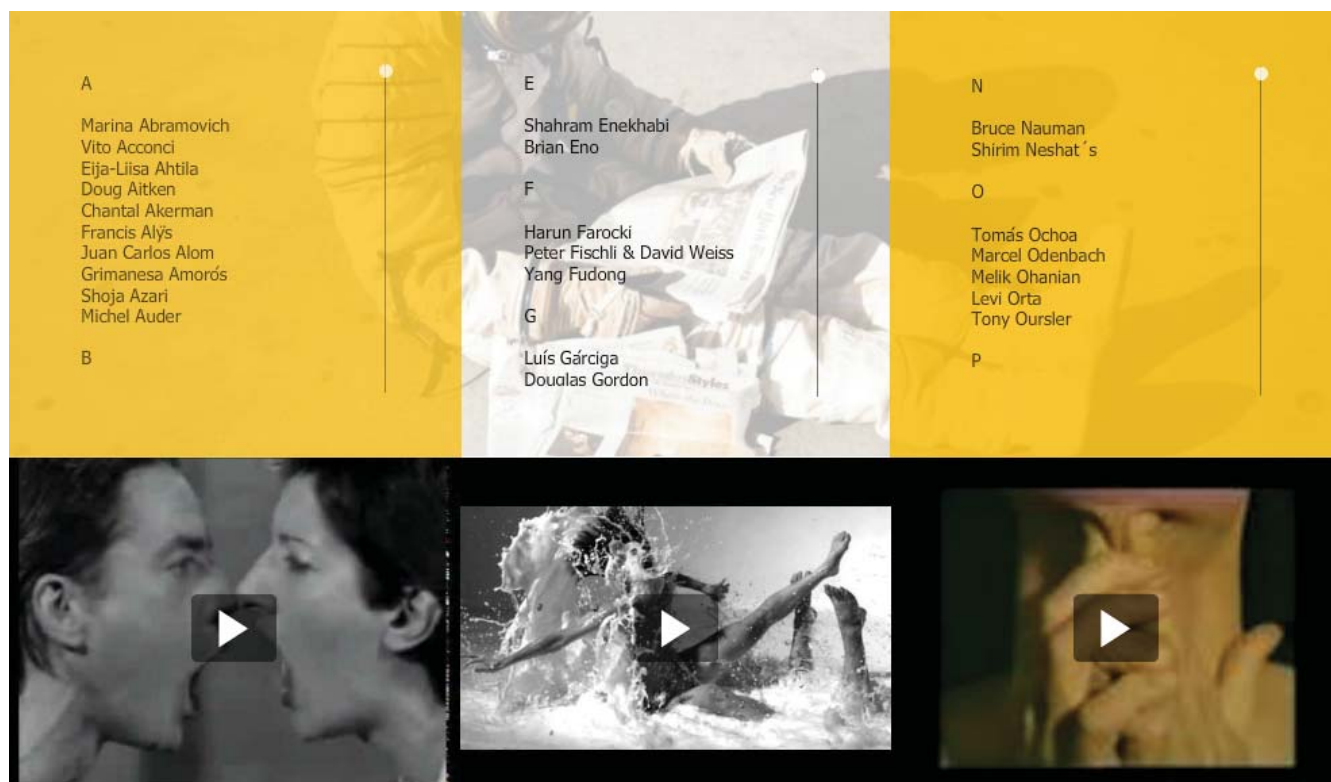 A
Marina Abramovich
Vito Acconci
Eija-Liisa Ahtila
Doug Aitken
Chantal Akerman
Francis Alÿs
Juan Carlos Alom
Grimanesa Amorós
Shoja Azari
Michel Auder
B
E
Shahram Enekhabi
Brian Eno
F
Harun Farocki
Peter Fischli & David Weiss
Yang Fudong
G
Luís Gárciga
Douglas Gordon
Styles
N
Bruce Nauman
Shirim Neshat´s
O
Tomás Ochoa
Marcel Odenbach
Melik Ohanian
Levi Orta
Tony Oursler
P